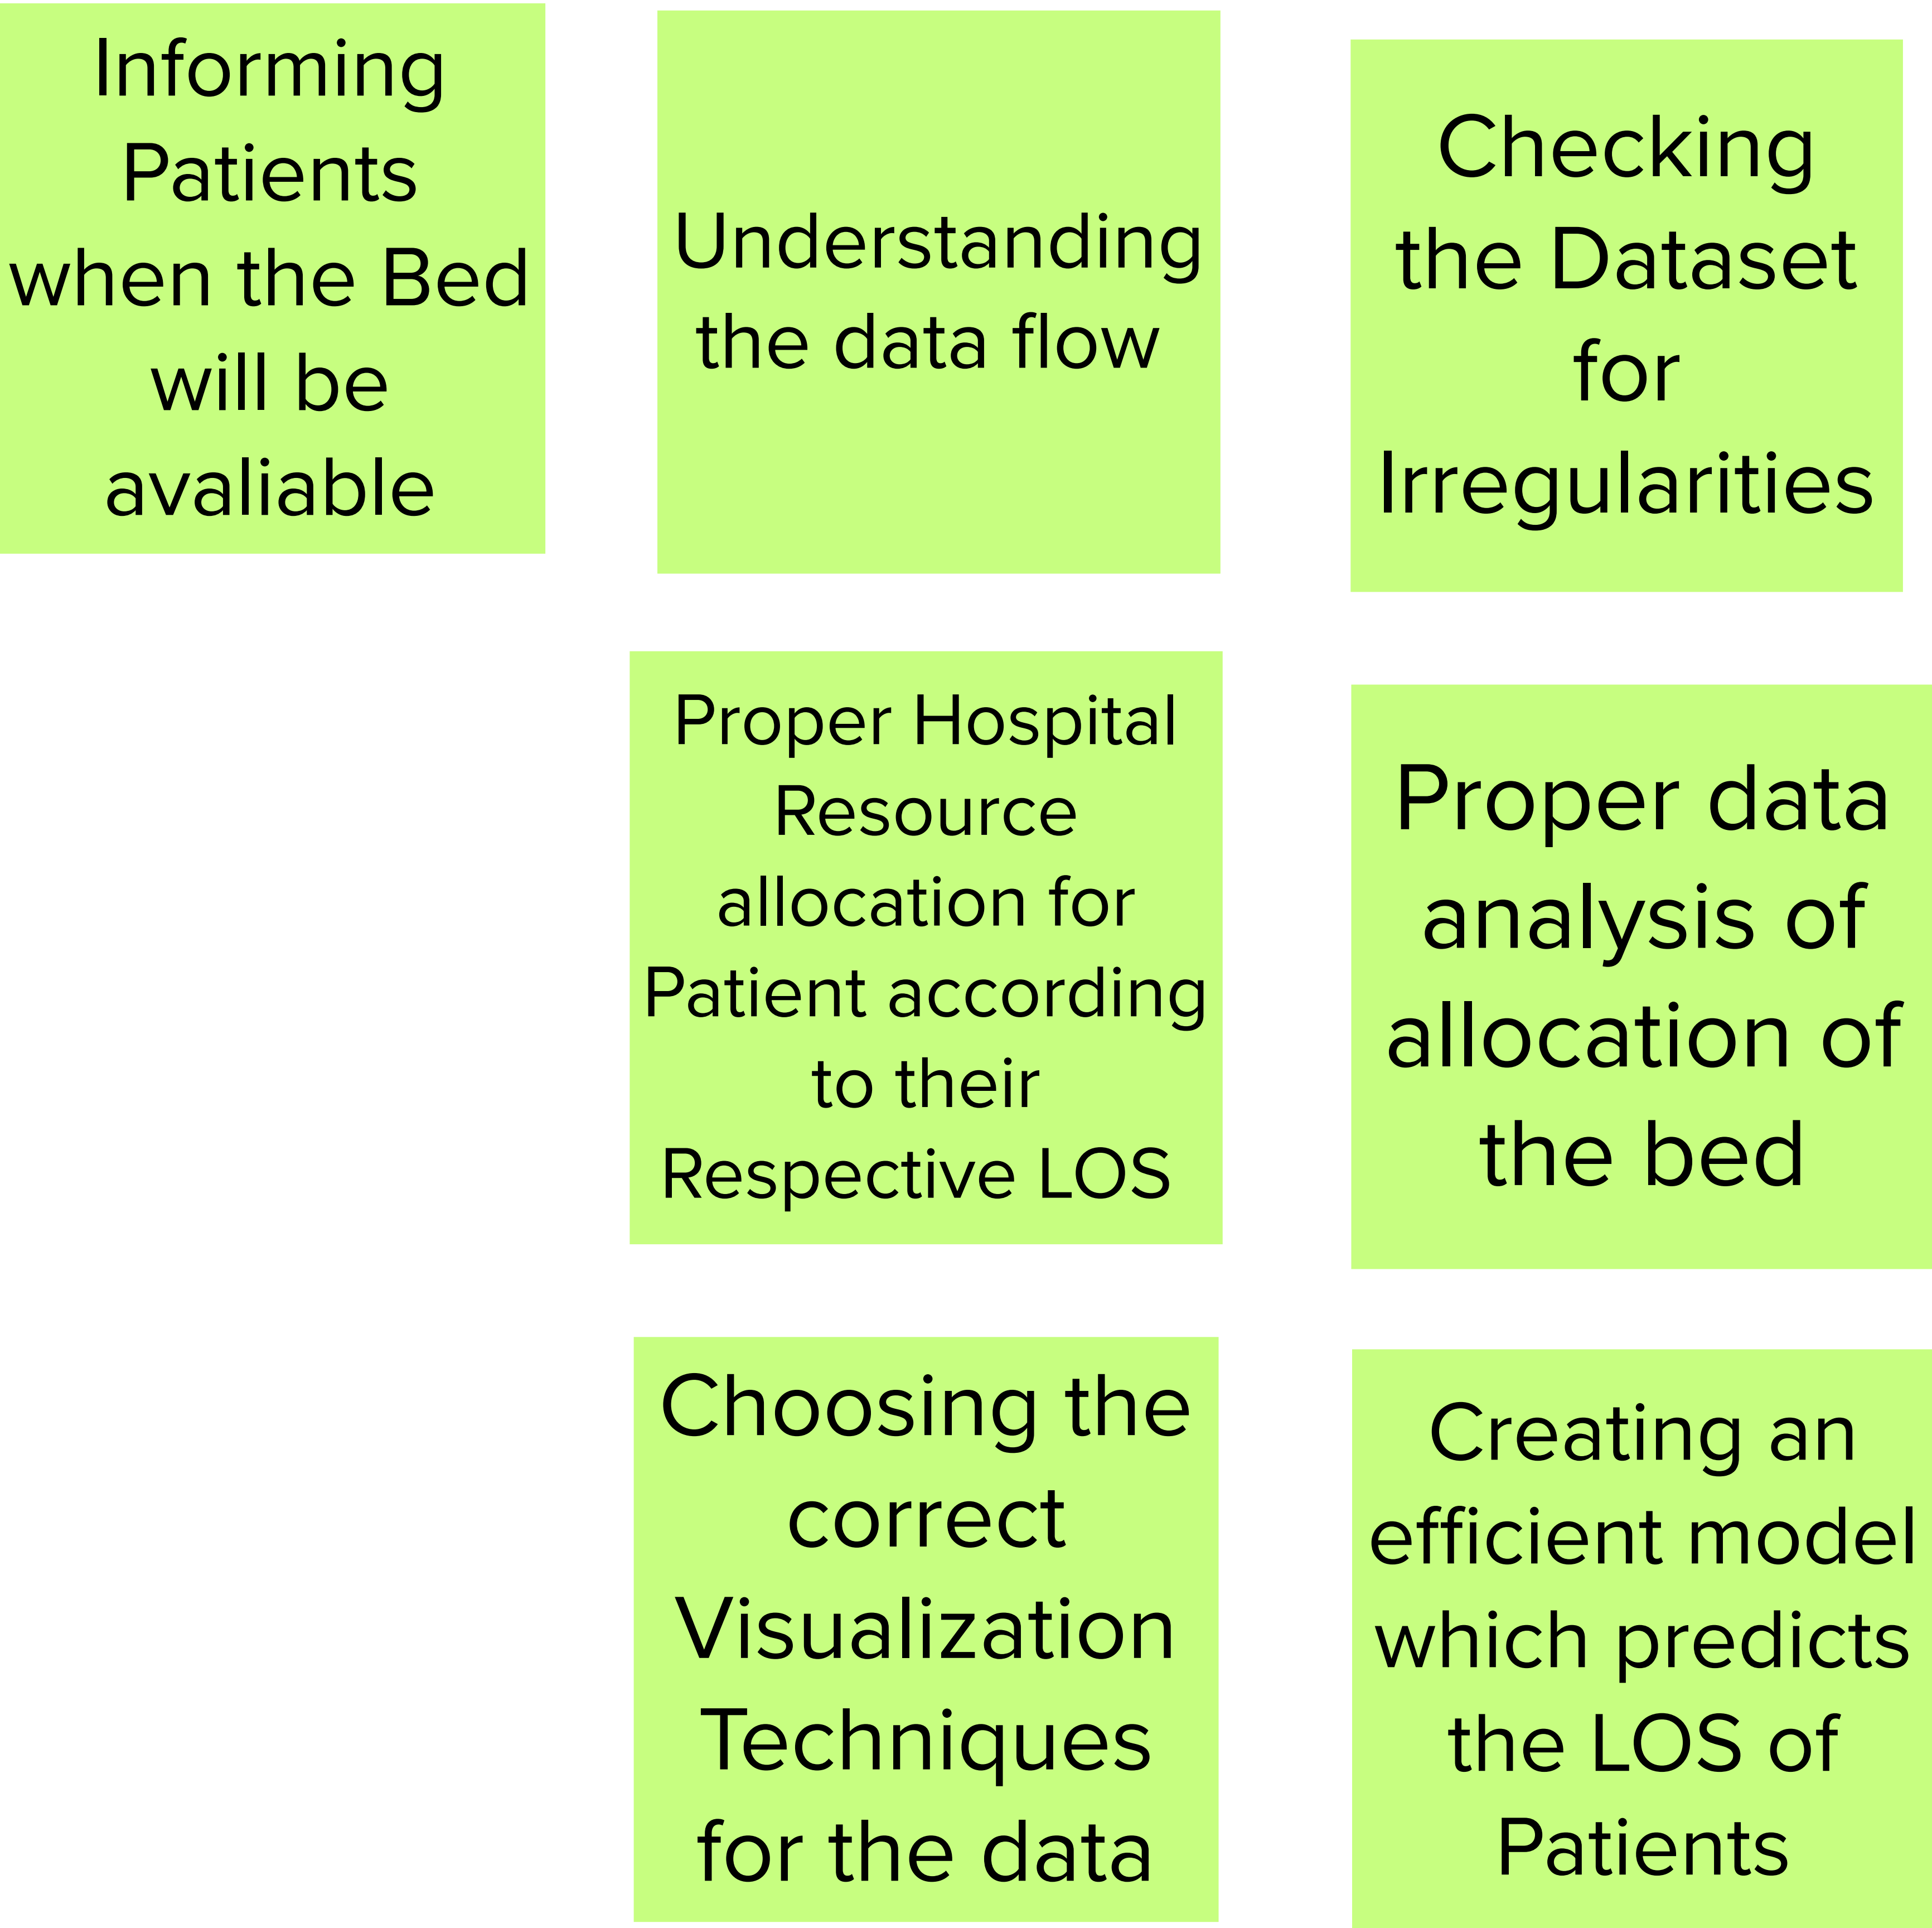 Informing
Patients
when the Bed
will be
avaliable
Understanding
the data flow
Checking
the Dataset
for
Irregularities
Proper Hospital
Resource
allocation for
Patient according
to their
Respective LOS
Proper data
analysis of
allocation of
the bed
Choosing the
correct
Visualization
Techniques
for the data
Creating an
efficient model
which predicts
the LOS of
Patients